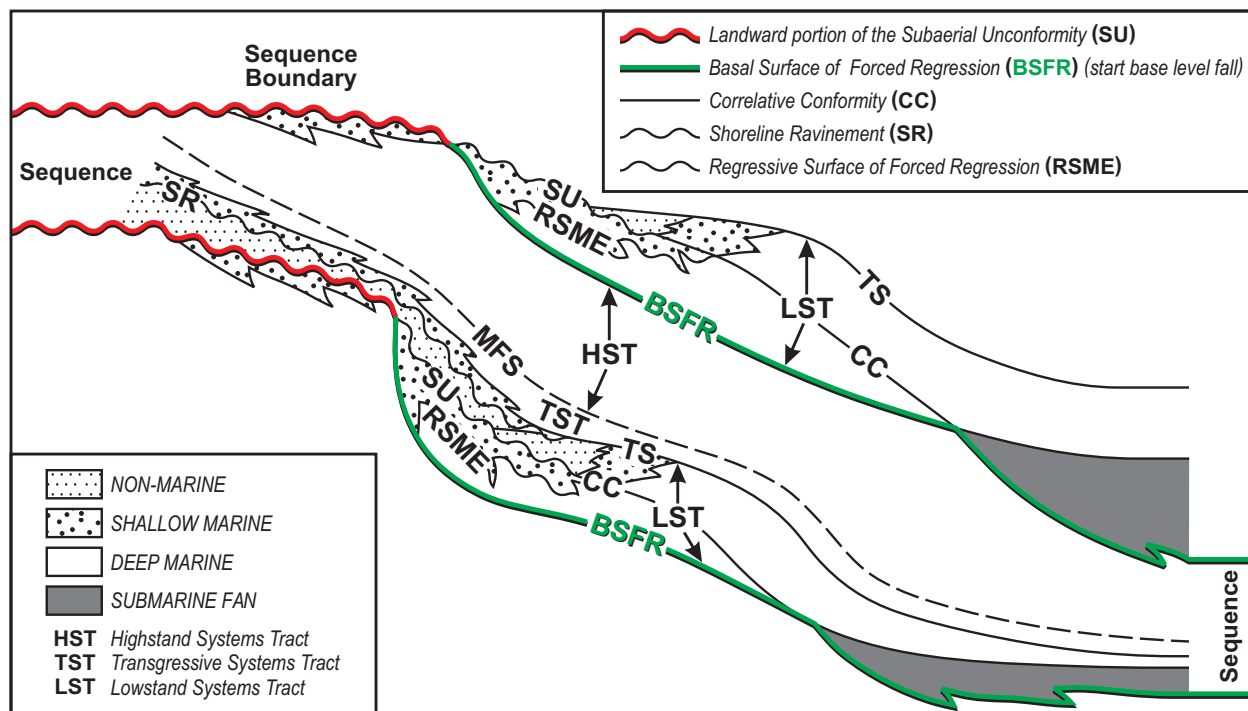 Sequence
Boundary
Landward portion of the Subaerial Unconformity (SU)
Basal Surface of Forced Regression (BSFR) (start base level fall)
Correlative Conformity (CC)
Shoreline Ravinement (SR)
Regressive Surface of Forced Regression (RSME)
Sequence
SR
SU
RSME
TS
LST
BSFR
CC
HST
MFS
SU
RSME
TST
TS
CC
LST
BSFR
Sequence
NON-MARINE
SHALLOW MARINE
DEEP MARINE
SUBMARINE FAN
HST Highstand Systems Tract
TST Transgressive Systems Tract
LST Lowstand Systems Tract